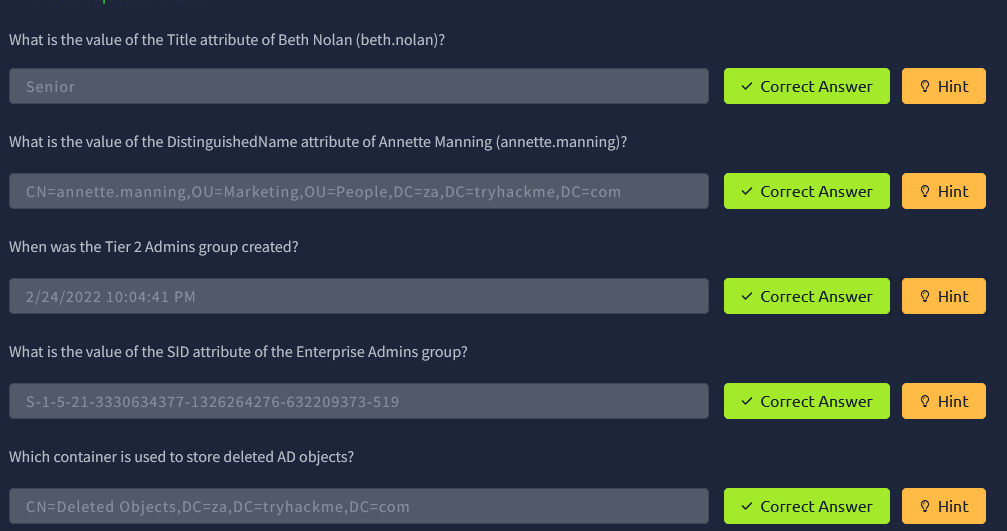 What is the value of the Title attribute of Beth Nolan (beth.nolan)?
Senior
Correct Answer
Hint
What is the value of the DistinguishedName attribute of Annette Manning (annette.manning)?
CN=annette.manning,OU=Marketing,OU=People,DC=za,DC=tryhackme,DC=com
Correct Answer
Hint
When was the Tier 2 Admins group created?
2/24/2022 10:04:41 PM
Correct Answer
Hint
What is the value of the SID attribute of the Enterprise Admins group?
S-1-5-21-3330634377-1326264276-632209373-519
Correct Answer
Hint
Which container is used to store deleted AD objects?
CN=Deleted Objects,DC=za,DC=tryhackme,DC=com
Correct Answer
Hint